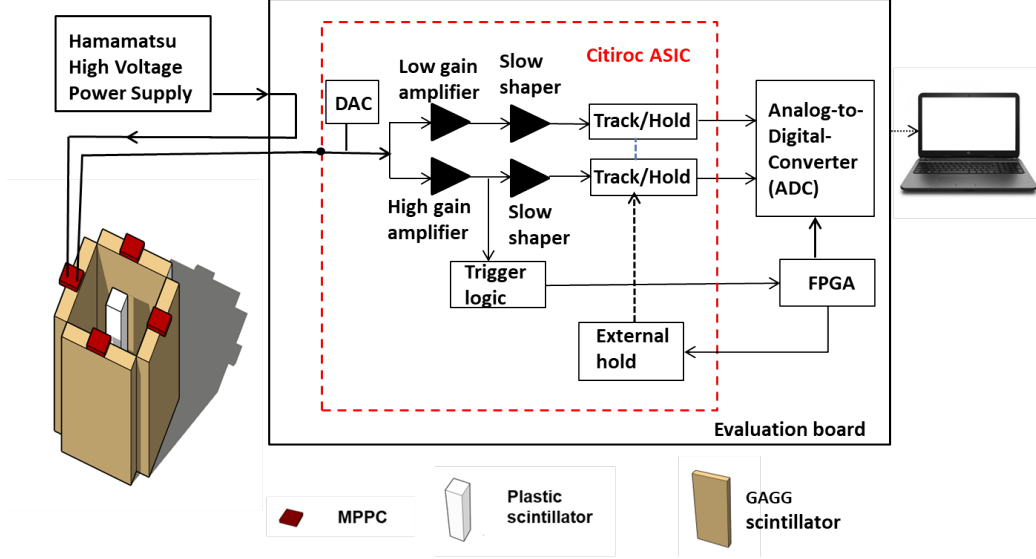 Hamamatsu
High Voltage
Power Supply
Citiroc ASIC
Low gain
amplifier
Slow
shaper
DAC
Track/Hold
Track/Hold
Analog-to-
Digital-
Converter
(ADC)
High gain
amplifier
Slow
shaper
Trigger
logic
FPGA
External
hold
Evaluation board
MPPC
Plastic
scintillator
GAGG
scintillator